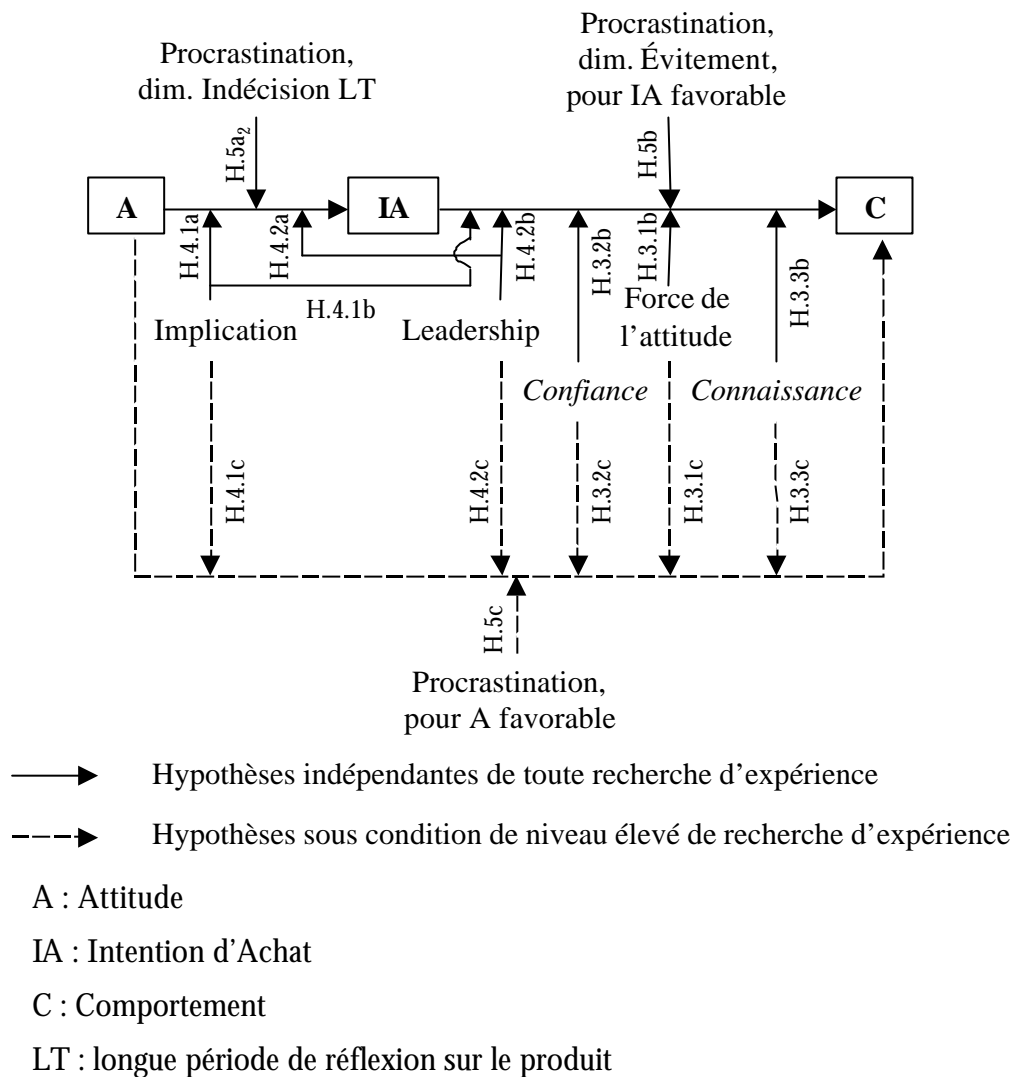 Procrastination,
dim. Indécision LT
Procrastination,
dim. Évitement,
pour IA favorable
H.5a₂
H.5b
A
IA
C
H.4.1a
H.4.2a
H.4.2b
H.3.2b
H.3.1b
H.3.3b
H.4.1b
Implication
Leadership
Force de
l’attitude
Confiance
Connaissance
H.4.1c
H.4.2c
H.3.2c
H.3.1c
H.3.3c
H.5c
Procrastination,
pour A favorable
Hypothèses indépendantes de toute recherche d’expérience
Hypothèses sous condition de niveau élevé de recherche d’expérience
A : Attitude
IA : Intention d’Achat
C : Comportement
LT : longue période de réflexion sur le produit